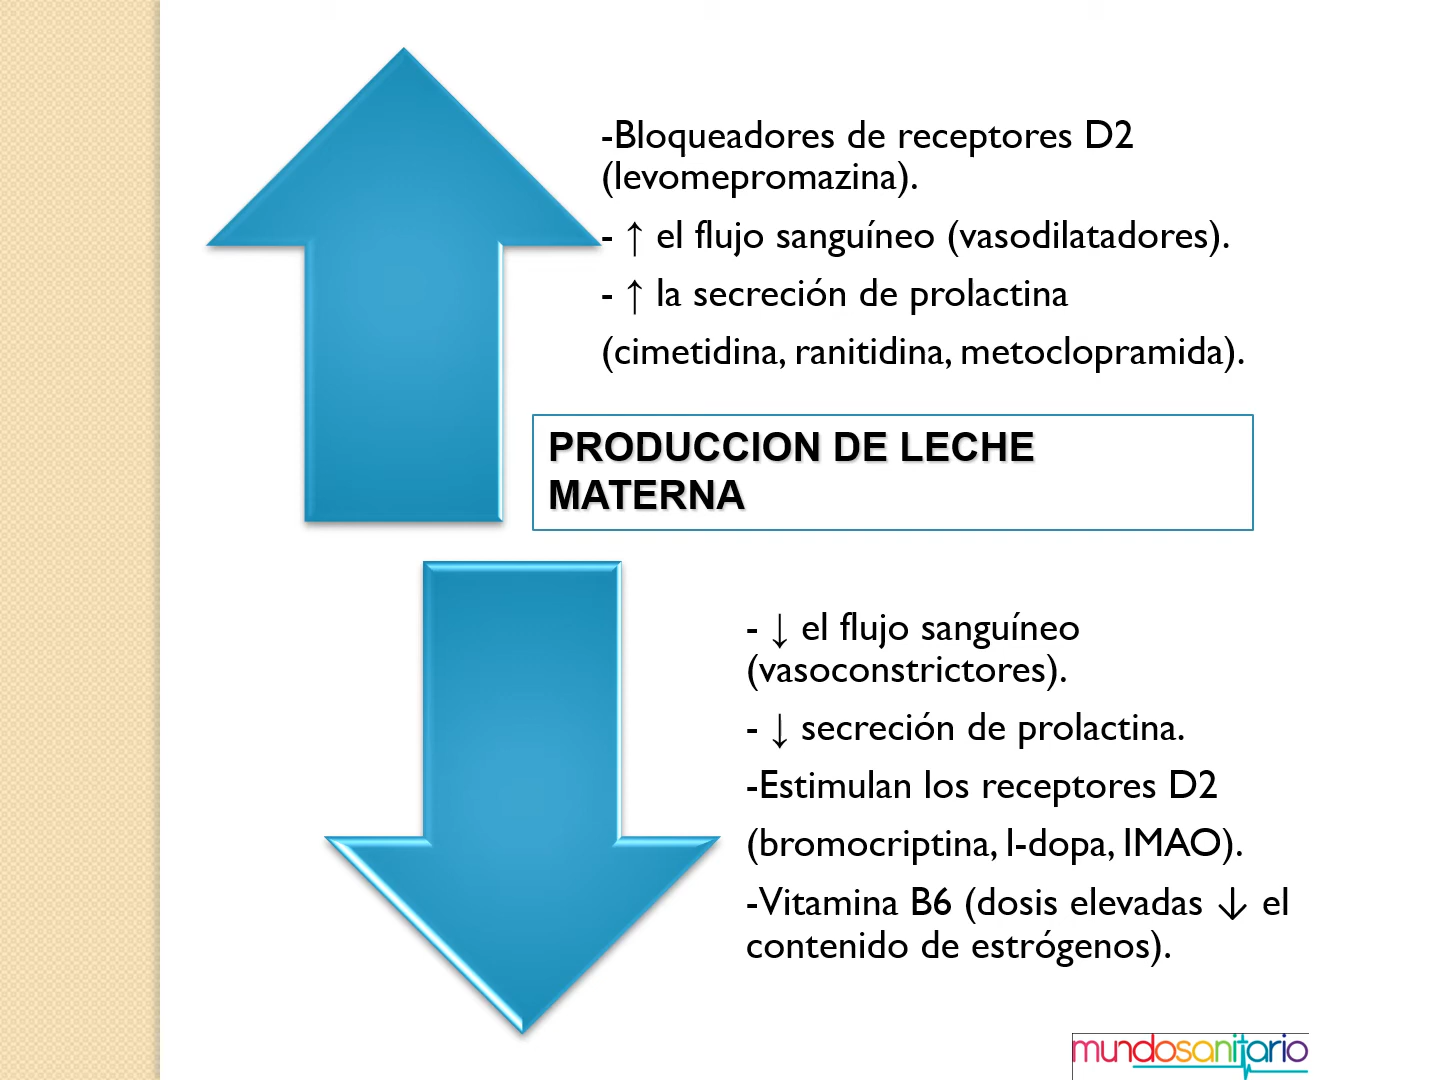 -Bloqueadores de receptores D2
(levomepromazina).
- ↑ el flujo sanguíneo (vasodilatadores).
- ↑ la secreción de prolactina
(cimetidina, ranitidina, metoclopramida).
PRODUCCION DE LECHE
MATERNA
- ↓ el flujo sanguíneo
(vasoconstrictores).
- ↓ secreción de prolactina.
-Estimulan los receptores D2
(bromocriptina, l-dopa, IMAO).
-Vitamina B6 (dosis elevadas ↓ el
contenido de estrógenos).
mundosanitario